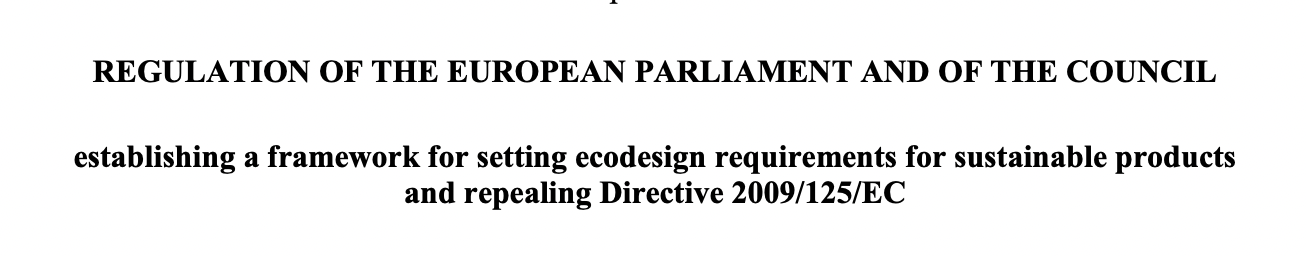 REGULATION OF THE EUROPEAN PARLIAMENT AND OF THE COUNCIL
establishing a framework for setting ecodesign requirements for sustainable products
and repealing Directive 2009/125/EC